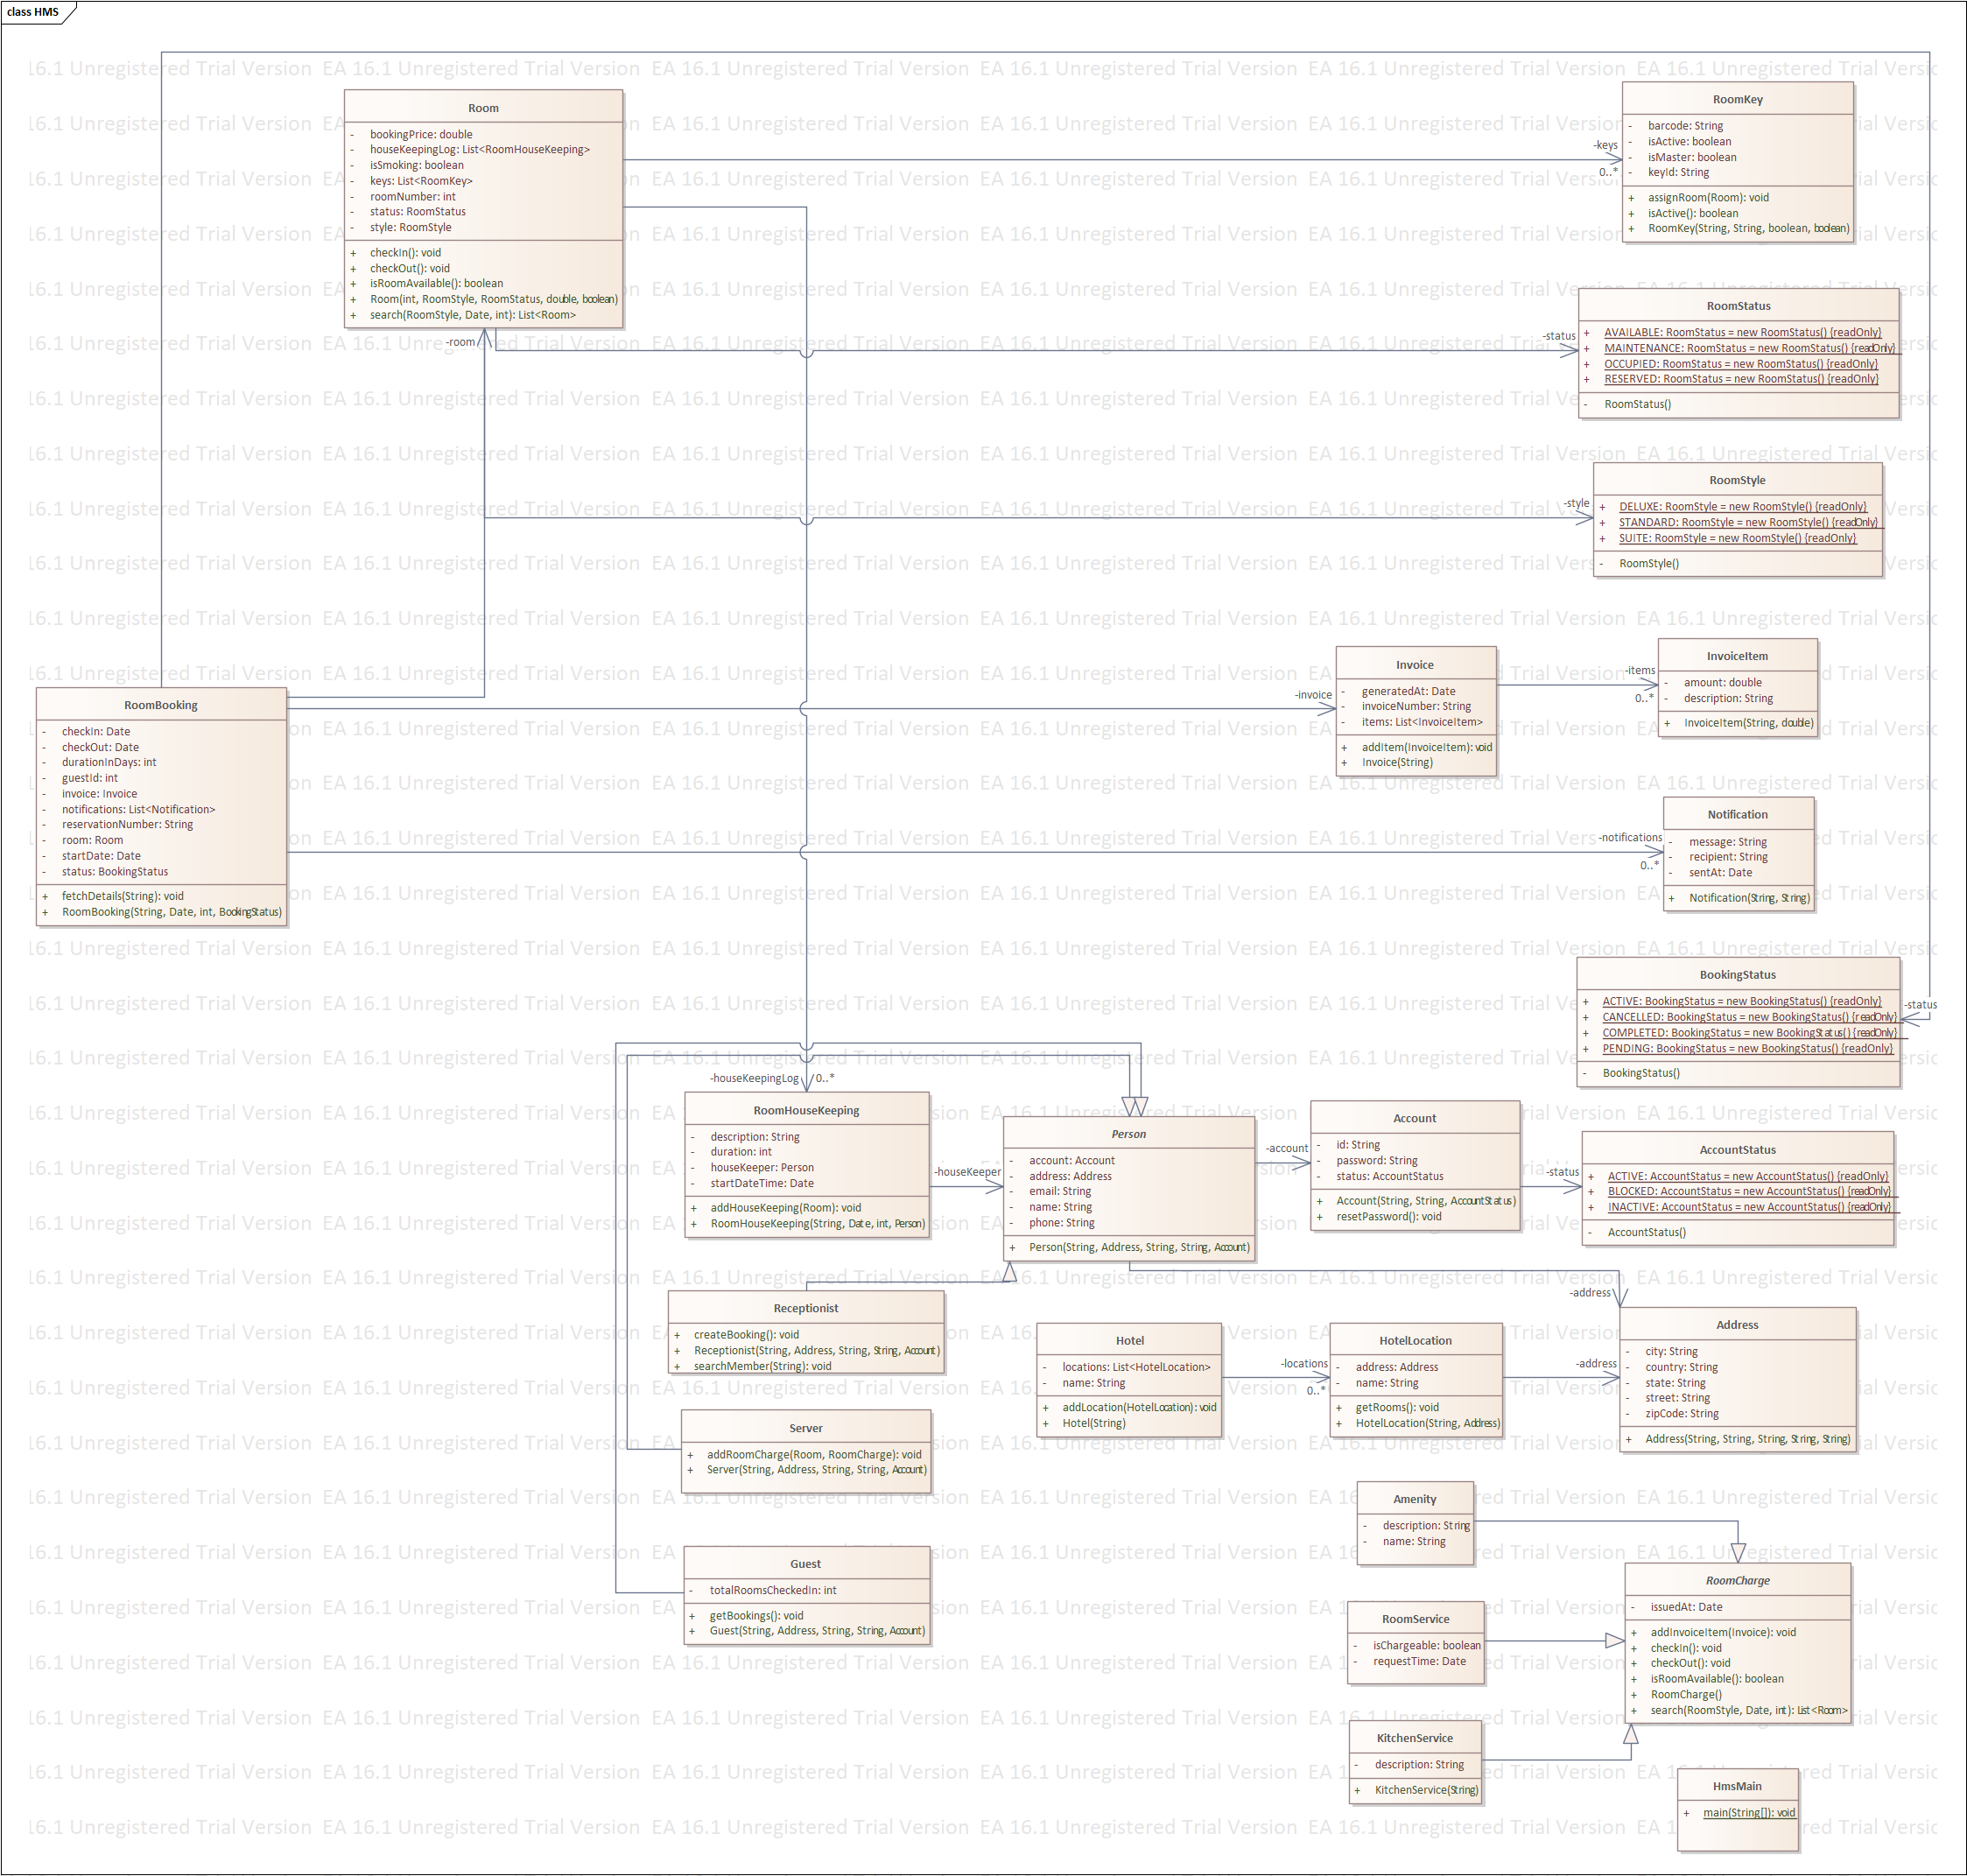 class HMS
Room
- bookingPrice: double
- houseKeepingLog: List<RoomHouseKeeping>
- isSmoking: boolean
- keys: List<RoomKey>
- roomNumber: int
- status: RoomStatus
- style: RoomStyle
+ checkIn(): void
+ checkOut(): void
+ isRoomAvailable(): boolean
+ Room(int, RoomStyle, RoomStatus, double, boolean)
+ search(RoomStyle, Date, int): List<Room>
-room
RoomKey
- barcode: String
- isActive: boolean
- isMaster: boolean
- keyId: String
+ assignRoom(Room): void
+ isActive(): boolean
+ RoomKey(String, String, boolean, boolean)
-keys
0..*
RoomStatus
+ AVAILABLE: RoomStatus = new RoomStatus() {readOnly}
+ MAINTENANCE: RoomStatus = new RoomStatus() {readOnly}
+ OCCUPIED: RoomStatus = new RoomStatus() {readOnly}
+ RESERVED: RoomStatus = new RoomStatus() {readOnly}
- RoomStatus()
-status
RoomStyle
+ DELUXE: RoomStyle = new RoomStyle() {readOnly}
+ STANDARD: RoomStyle = new RoomStyle() {readOnly}
+ SUITE: RoomStyle = new RoomStyle() {readOnly}
- RoomStyle()
-style
RoomBooking
- checkIn: Date
- checkOut: Date
- durationInDays: int
- guestId: int
- invoice: Invoice
- notifications: List<Notification>
- reservationNumber: String
- room: Room
- startDate: Date
- status: BookingStatus
+ fetchDetails(String): void
+ RoomBooking(String, Date, int, BookingStatus)
-invoice
Invoice
- generatedAt: Date
- invoiceNumber: String
- items: List<InvoiceItem>
+ addItem(InvoiceItem): void
+ Invoice(String)
-items
0..*
InvoiceItem
- amount: double
- description: String
+ InvoiceItem(String, double)
-notifications
0..*
Notification
- message: String
- recipient: String
- sentAt: Date
+ Notification(String, String)
BookingStatus
+ ACTIVE: BookingStatus = new BookingStatus() {readOnly}
+ CANCELLED: BookingStatus = new BookingStatus() {readOnly}
+ COMPLETED: BookingStatus = new BookingStatus() {readOnly}
+ PENDING: BookingStatus = new BookingStatus() {readOnly}
- BookingStatus()
-status
-houseKeepingLog
0..*
RoomHouseKeeping
- description: String
- duration: int
- houseKeeper: Person
- startDateTime: Date
+ addHouseKeeping(Room): void
+ RoomHouseKeeping(String, Date, int, Person)
-houseKeeper
Person
- account: Account
- address: Address
- email: String
- name: String
- phone: String
+ Person(String, Address, String, String, Account)
-account
Account
- id: String
- password: String
- status: AccountStatus
+ Account(String, String, AccountStatus)
+ resetPassword(): void
-status
AccountStatus
+ ACTIVE: AccountStatus = new AccountStatus() {readOnly}
+ BLOCKED: AccountStatus = new AccountStatus() {readOnly}
+ INACTIVE: AccountStatus = new AccountStatus() {readOnly}
- AccountStatus()
Receptionist
+ createBooking(): void
+ Receptionist(String, Address, String, String, Account)
+ searchMember(String): void
-address
Hotel
- locations: List<HotelLocation>
- name: String
+ addLocation(HotelLocation): void
+ Hotel(String)
-locations
0..*
HotelLocation
- address: Address
- name: String
+ getRooms(): void
+ HotelLocation(String, Address)
-address
Address
- city: String
- country: String
- state: String
- street: String
- zipCode: String
+ Address(String, String, String, String, String)
Server
+ addRoomCharge(Room, RoomCharge): void
+ Server(String, Address, String, String, Account)
Guest
- totalRoomsCheckedIn: int
+ getBookings(): void
+ Guest(String, Address, String, String, Account)
Amenity
- description: String
- name: String
RoomService
- isChargeable: boolean
- requestTime: Date
RoomCharge
- issuedAt: Date
+ addInvoiceItem(Invoice): void
+ checkIn(): void
+ checkOut(): void
+ isRoomAvailable(): boolean
+ RoomCharge()
+ search(RoomStyle, Date, int): List<Room>
KitchenService
- description: String
+ KitchenService(String)
HmsMain
+ main(String[]): void
EA 16.1 Unregistered Trial Version